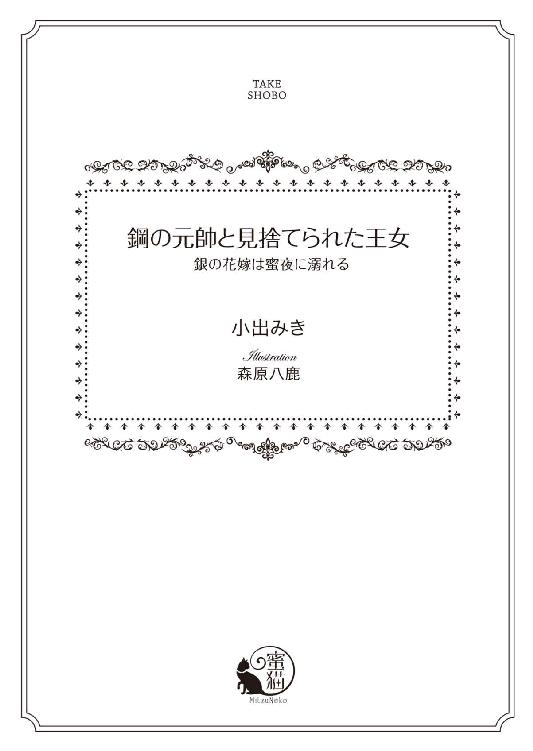 TAKE
SHOBO
鋼の元帥と見捨てられた王女
銀の花嫁は蜜夜に溺れる
小出みき
Illustration
森原八鹿
蜜猫
MitsuNeko